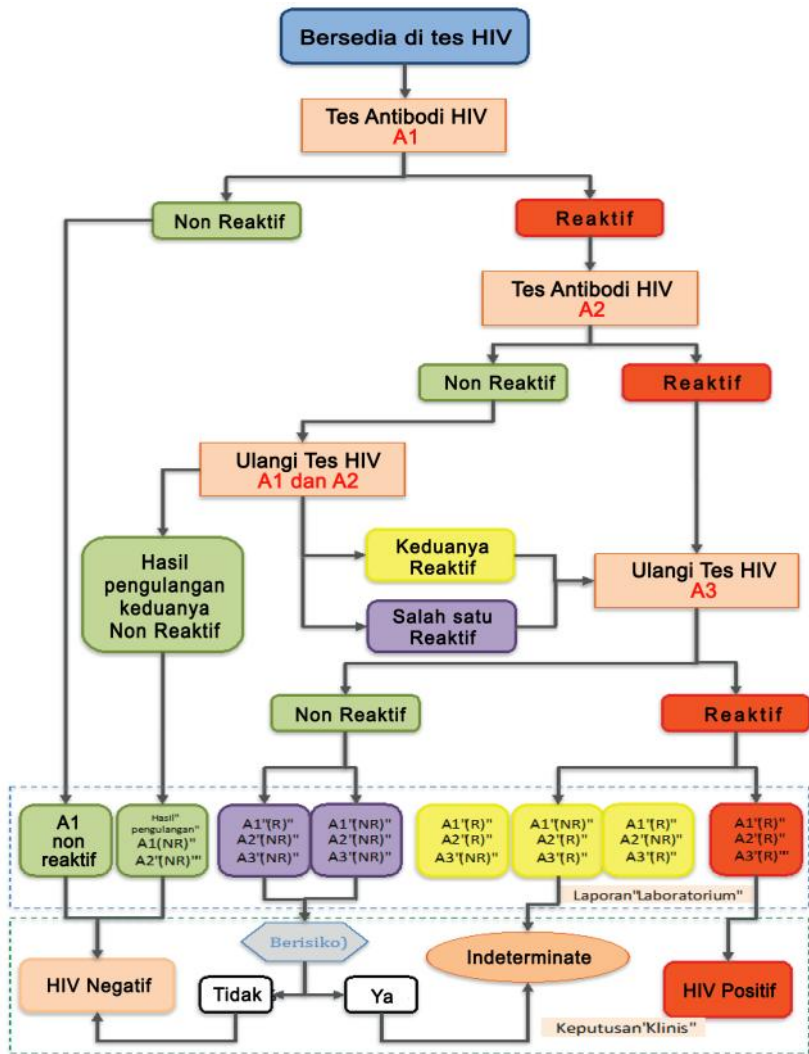 Bersedia di tes HIV
Tes Antibodi HIV
A1
Non Reaktif
Reaktif
Tes Antibodi HIV
A2
Non Reaktif
Reaktif
Ulangi Tes HIV
A1 dan A2
Keduanya
Reaktif
Hasil
pengulangan
keduanya
Non Reaktif
Ulangi Tes HIV
A3
Salah satu
Reaktif
Non Reaktif
Reaktif
A1
non
reaktif
Hasil"
pengulangan"
A1(NR)"
A2"(NR)""
A1"(R)"
A2"(NR)"
A3"(NR)"
A1"(NR)"
A2"(NR)"
A3"(NR)"
A1"(R)"
A2"(R)"
A3"(NR)"
A1"(NR)"
A2"(R)"
A3"(R)"
A1"(R)"
A2"(NR)"
A3"(R)"
A1"(R)"
A2"(R)"
A3"(R)""
Laporan"Laboratorium"
Berisiko)
Indeterminate
HIV Negatif
Tidak
Ya
HIV Positif
Keputusan"Klinis"